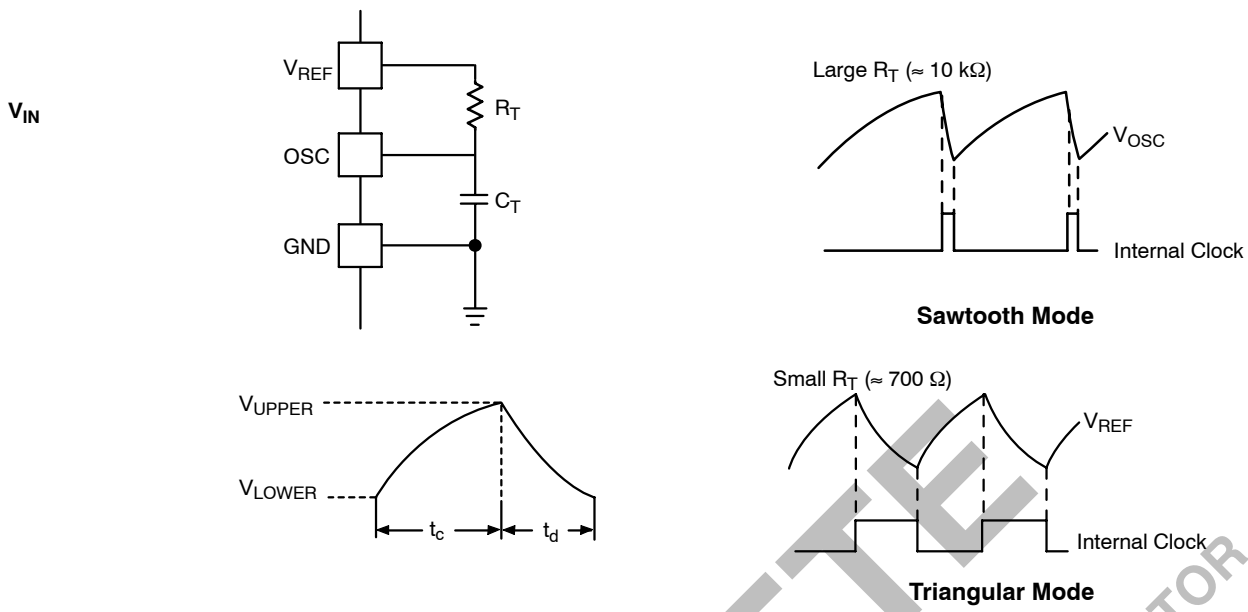 V_IN
V_REF
R_T
OSC
C_T
GND
V_UPPER
V_LOWER
t_c
t_d
Large R_T (≈ 10 kΩ)
V_OSC
Internal Clock
Sawtooth Mode
Small R_T (≈ 700 Ω)
V_REF
Internal Clock
Triangular Mode